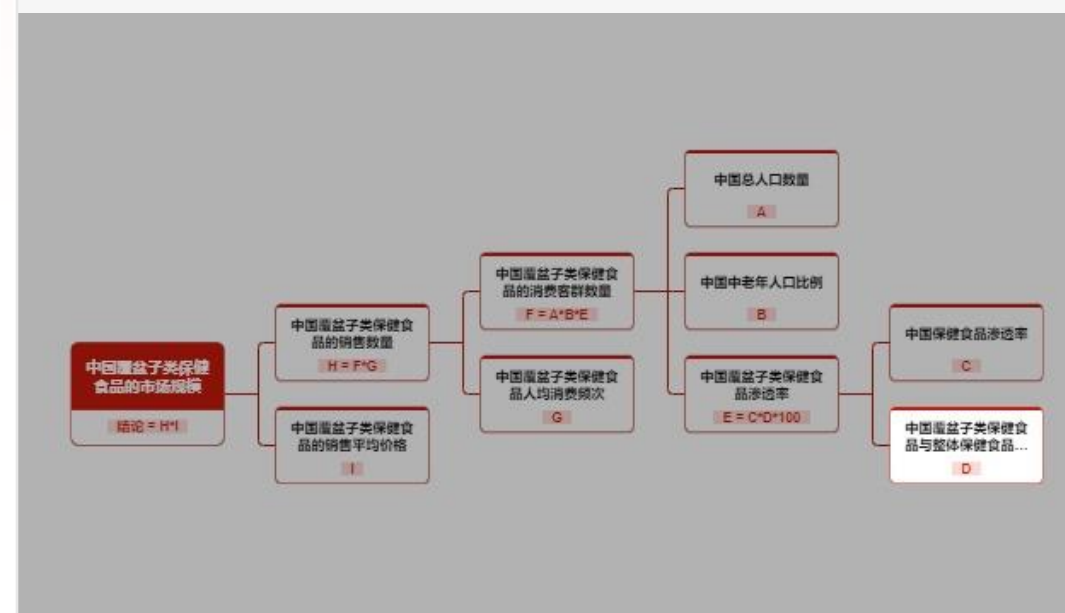 中国总人口数量
A
中国覆盆子类保健食
品的消费客群数量
F = A*B*E
中国中老年人口比例
B
中国覆盆子类保健食
品的销售数量
H = F*G
中国保健食品渗透率
C
中国覆盆子类保健
食品的市场规模
结论 = H*I
中国覆盆子类保健食
品人均消费频次
G
中国覆盆子类保健食
品渗透率
E = C*D*100
中国覆盆子类保健食
品的销售平均价格
I
中国覆盆子类保健食
品与整体保健食品...
D